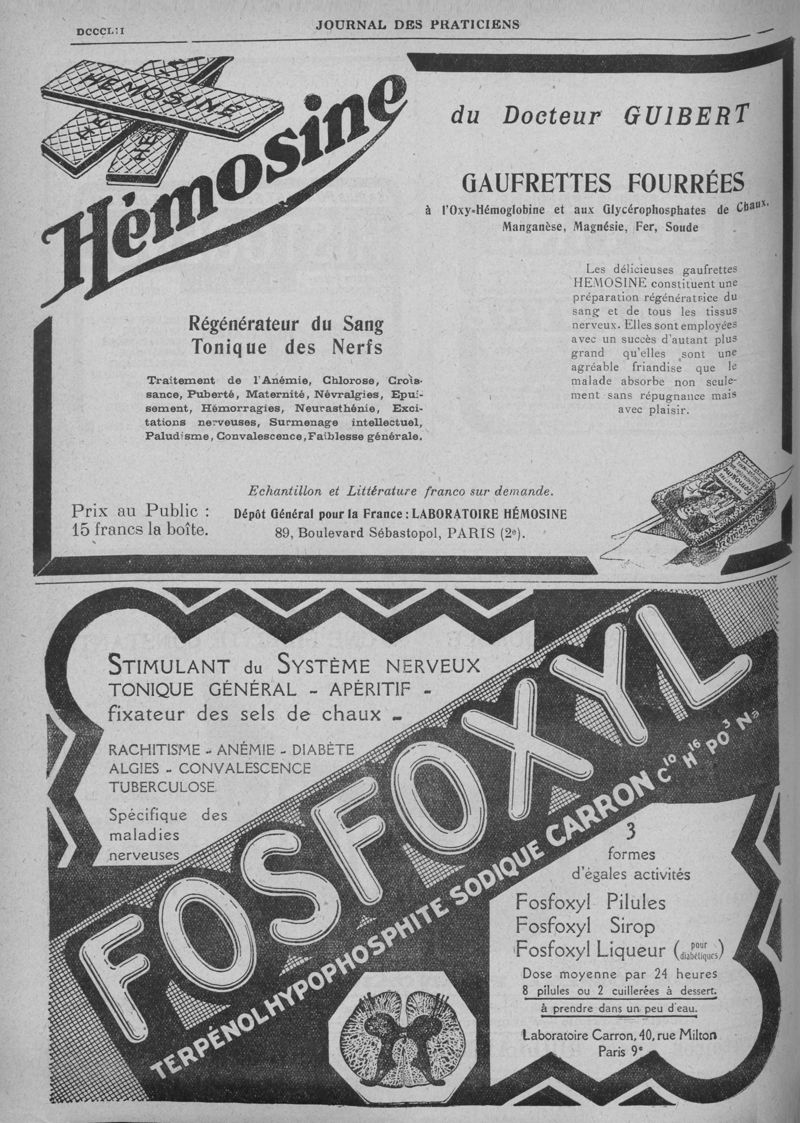 DCCCLII
JOURNAL DES PRATICIENS
HEMOSINE
Hémosine
du Docteur GUIBERT
GAUFRETTES FOURRÉES
à l'Oxy-Hémoglobine et aux Glycérophosphates de Chaux,
Manganèse, Magnésie, Fer, Soude
Les délicieuses gaufrettes
HEMOSINE constituent une
préparation régénératrice du
sang et de tous les tissus
nerveux. Elles sont employées
avec un succès d'autant plus
grand qu'elles sont une
agréable friandise que le
malade absorbe non seule-
ment sans répugnance mais
avec plaisir.
Régénérateur du Sang
Tonique des Nerfs
Traitement de l'Anémie, Chlorose, Crois-
sance, Puberté, Maternité, Névralgies, Epui-
sement, Hémorragies, Neurasthénie, Exci-
tations nerveuses, Surmenage intellectuel,
Paludisme, Convalescence, Faiblesse générale.
Echantillon et Littérature franco sur demande.
Prix au Public :
15 francs la boîte.
Dépôt Général pour la France : LABORATOIRE HÉMOSINE
89, Boulevard Sébastopol, PARIS (2e).
STIMULANT du SYSTÈME NERVEUX
TONIQUE GÉNÉRAL - APÉRITIF -
fixateur des sels de chaux -
RACHITISME - ANÉMIE - DIABÈTE
ALGIES - CONVALESCENCE
TUBERCULOSE
Spécifique des
maladies
nerveuses
FOSFOXYL
TERPÉNOLHYPOPHOSPHITE SODIQUE CARRON C10 H16 PO3 Na
3
formes
d'égales activités
Fosfoxyl Pilules
Fosfoxyl Sirop
Fosfoxyl Liqueur (pour diabétiques)
Dose moyenne par 24 heures
8 pilules ou 2 cuillerées à dessert.
à prendre dans un peu d'eau.
Laboratoire Carron, 40, rue Milton
Paris 9e